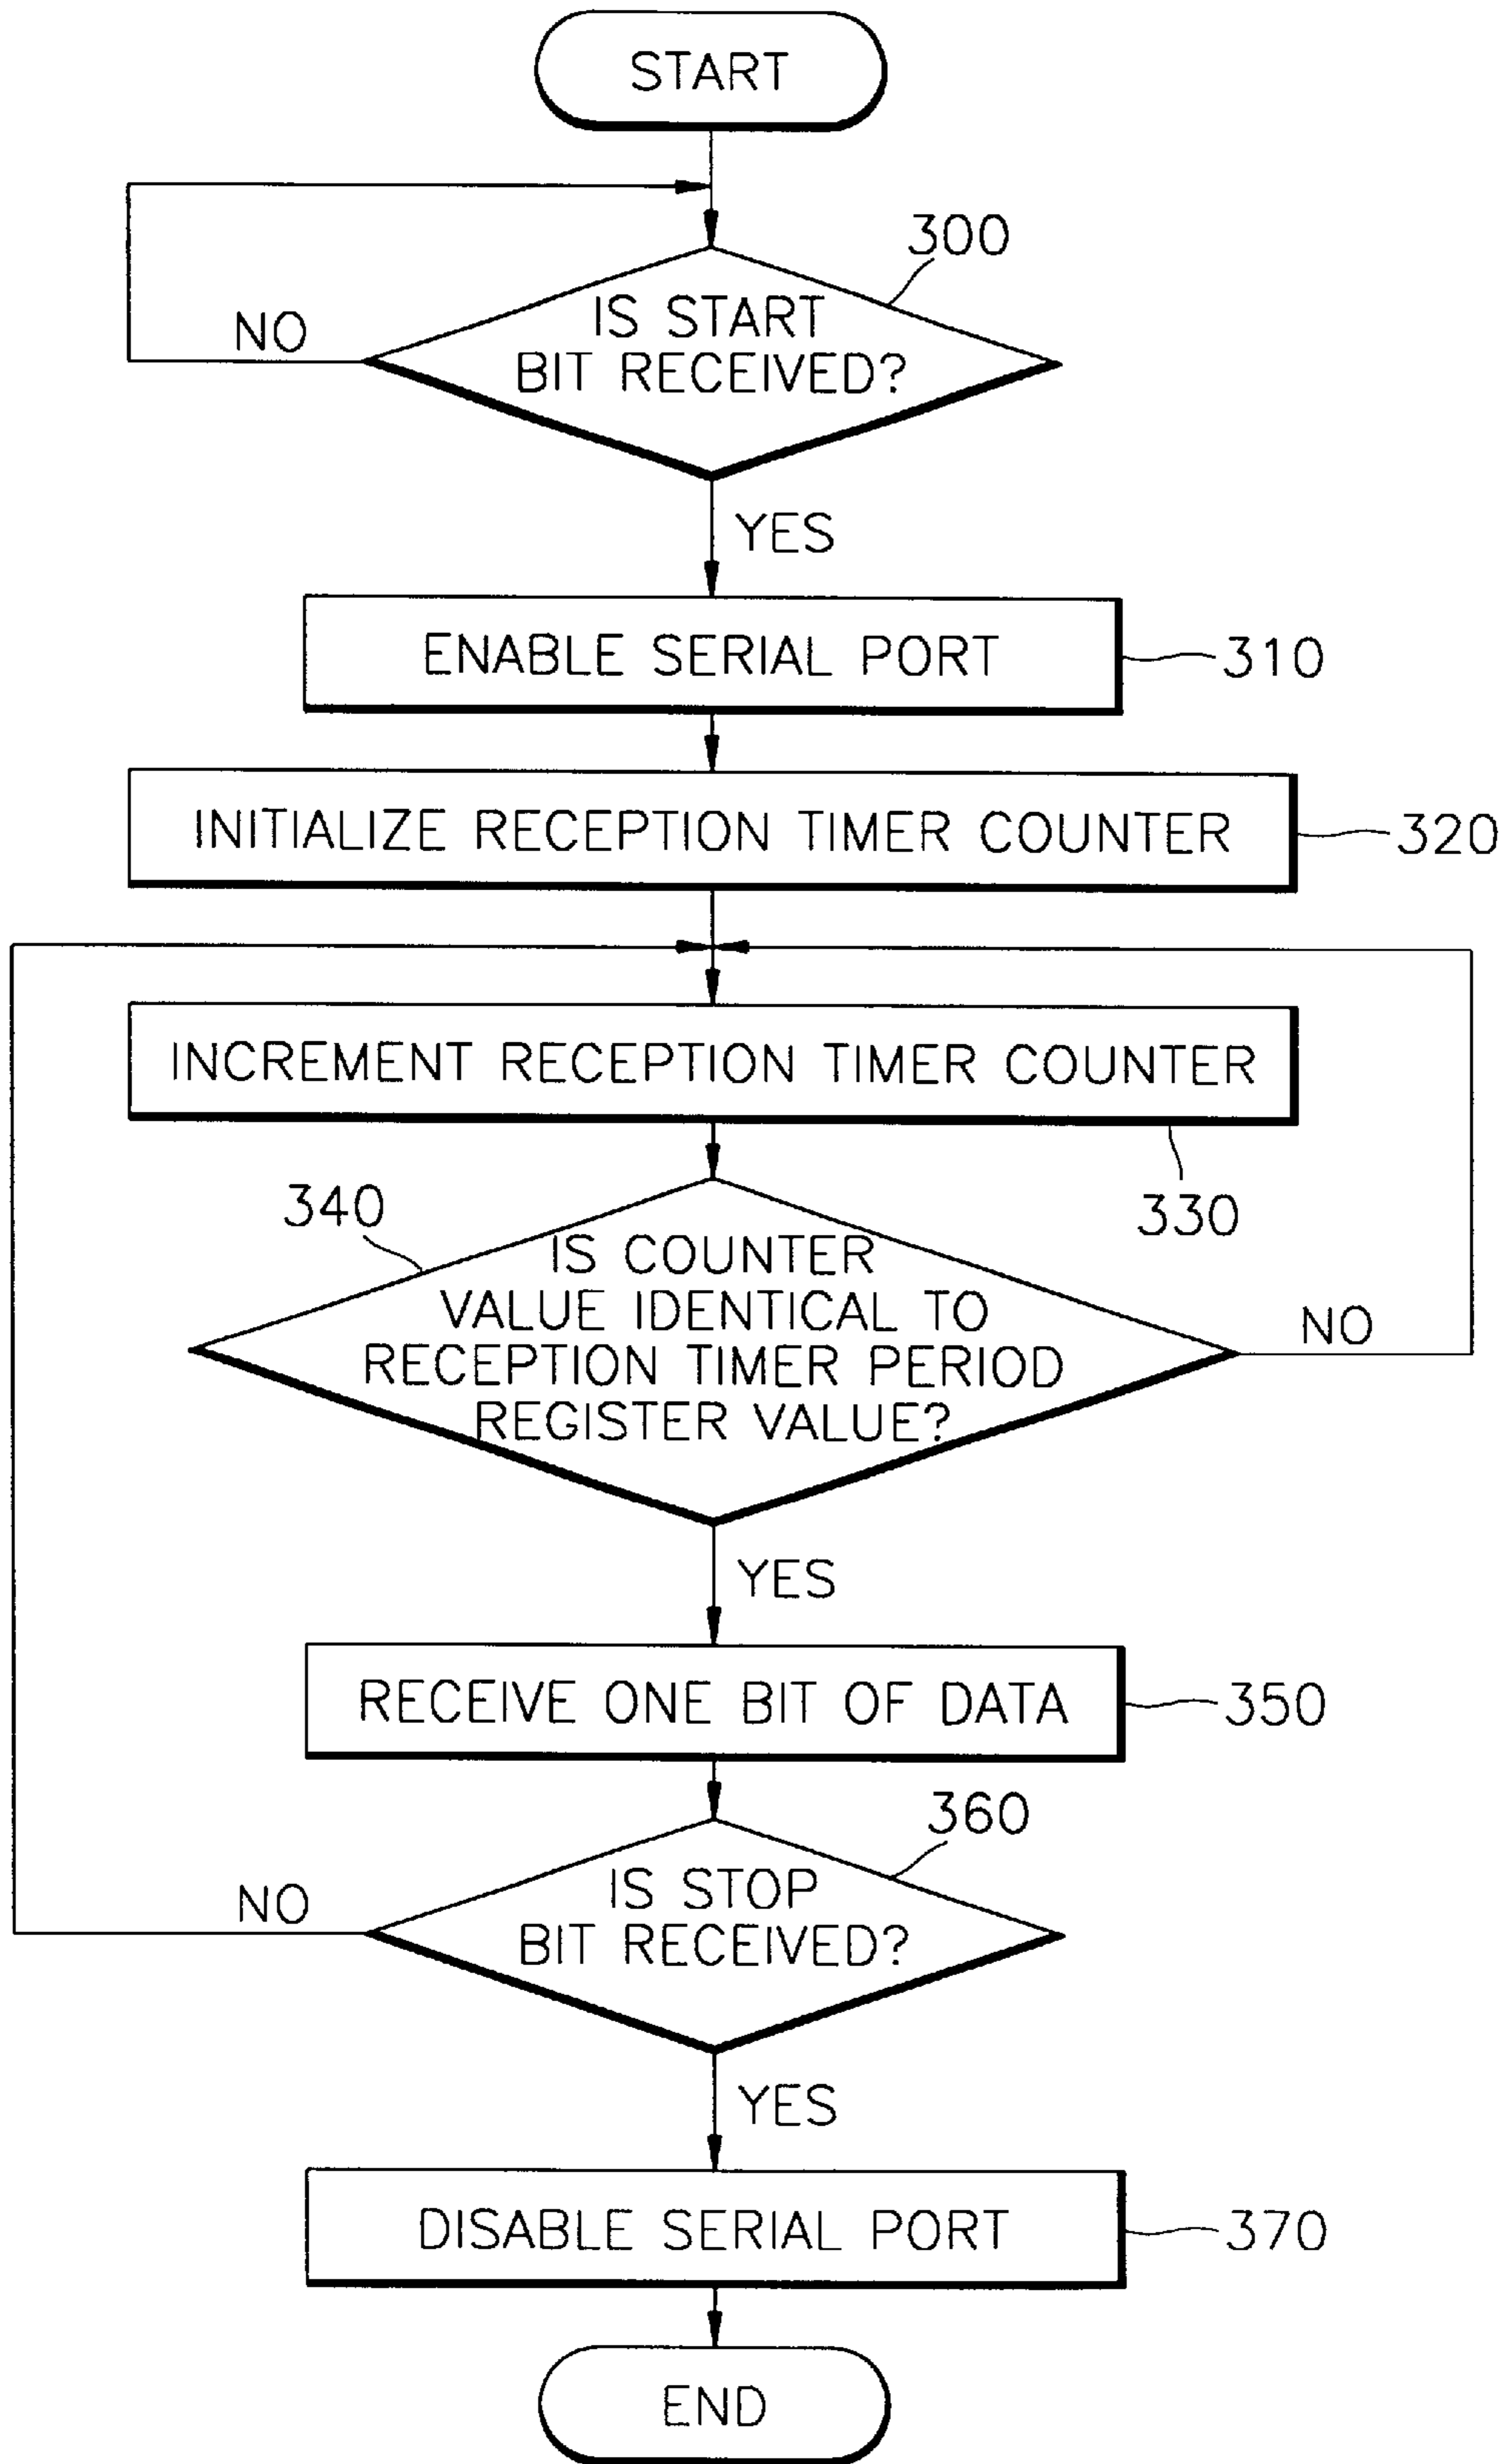 START
300
IS START
BIT RECEIVED?
NO
YES
ENABLE SERIAL PORT
310
INITIALIZE RECEPTION TIMER COUNTER
320
INCREMENT RECEPTION TIMER COUNTER
330
340
IS COUNTER
VALUE IDENTICAL TO
RECEPTION TIMER PERIOD
REGISTER VALUE?
NO
YES
RECEIVE ONE BIT OF DATA
350
360
IS STOP
BIT RECEIVED?
NO
YES
DISABLE SERIAL PORT
370
END